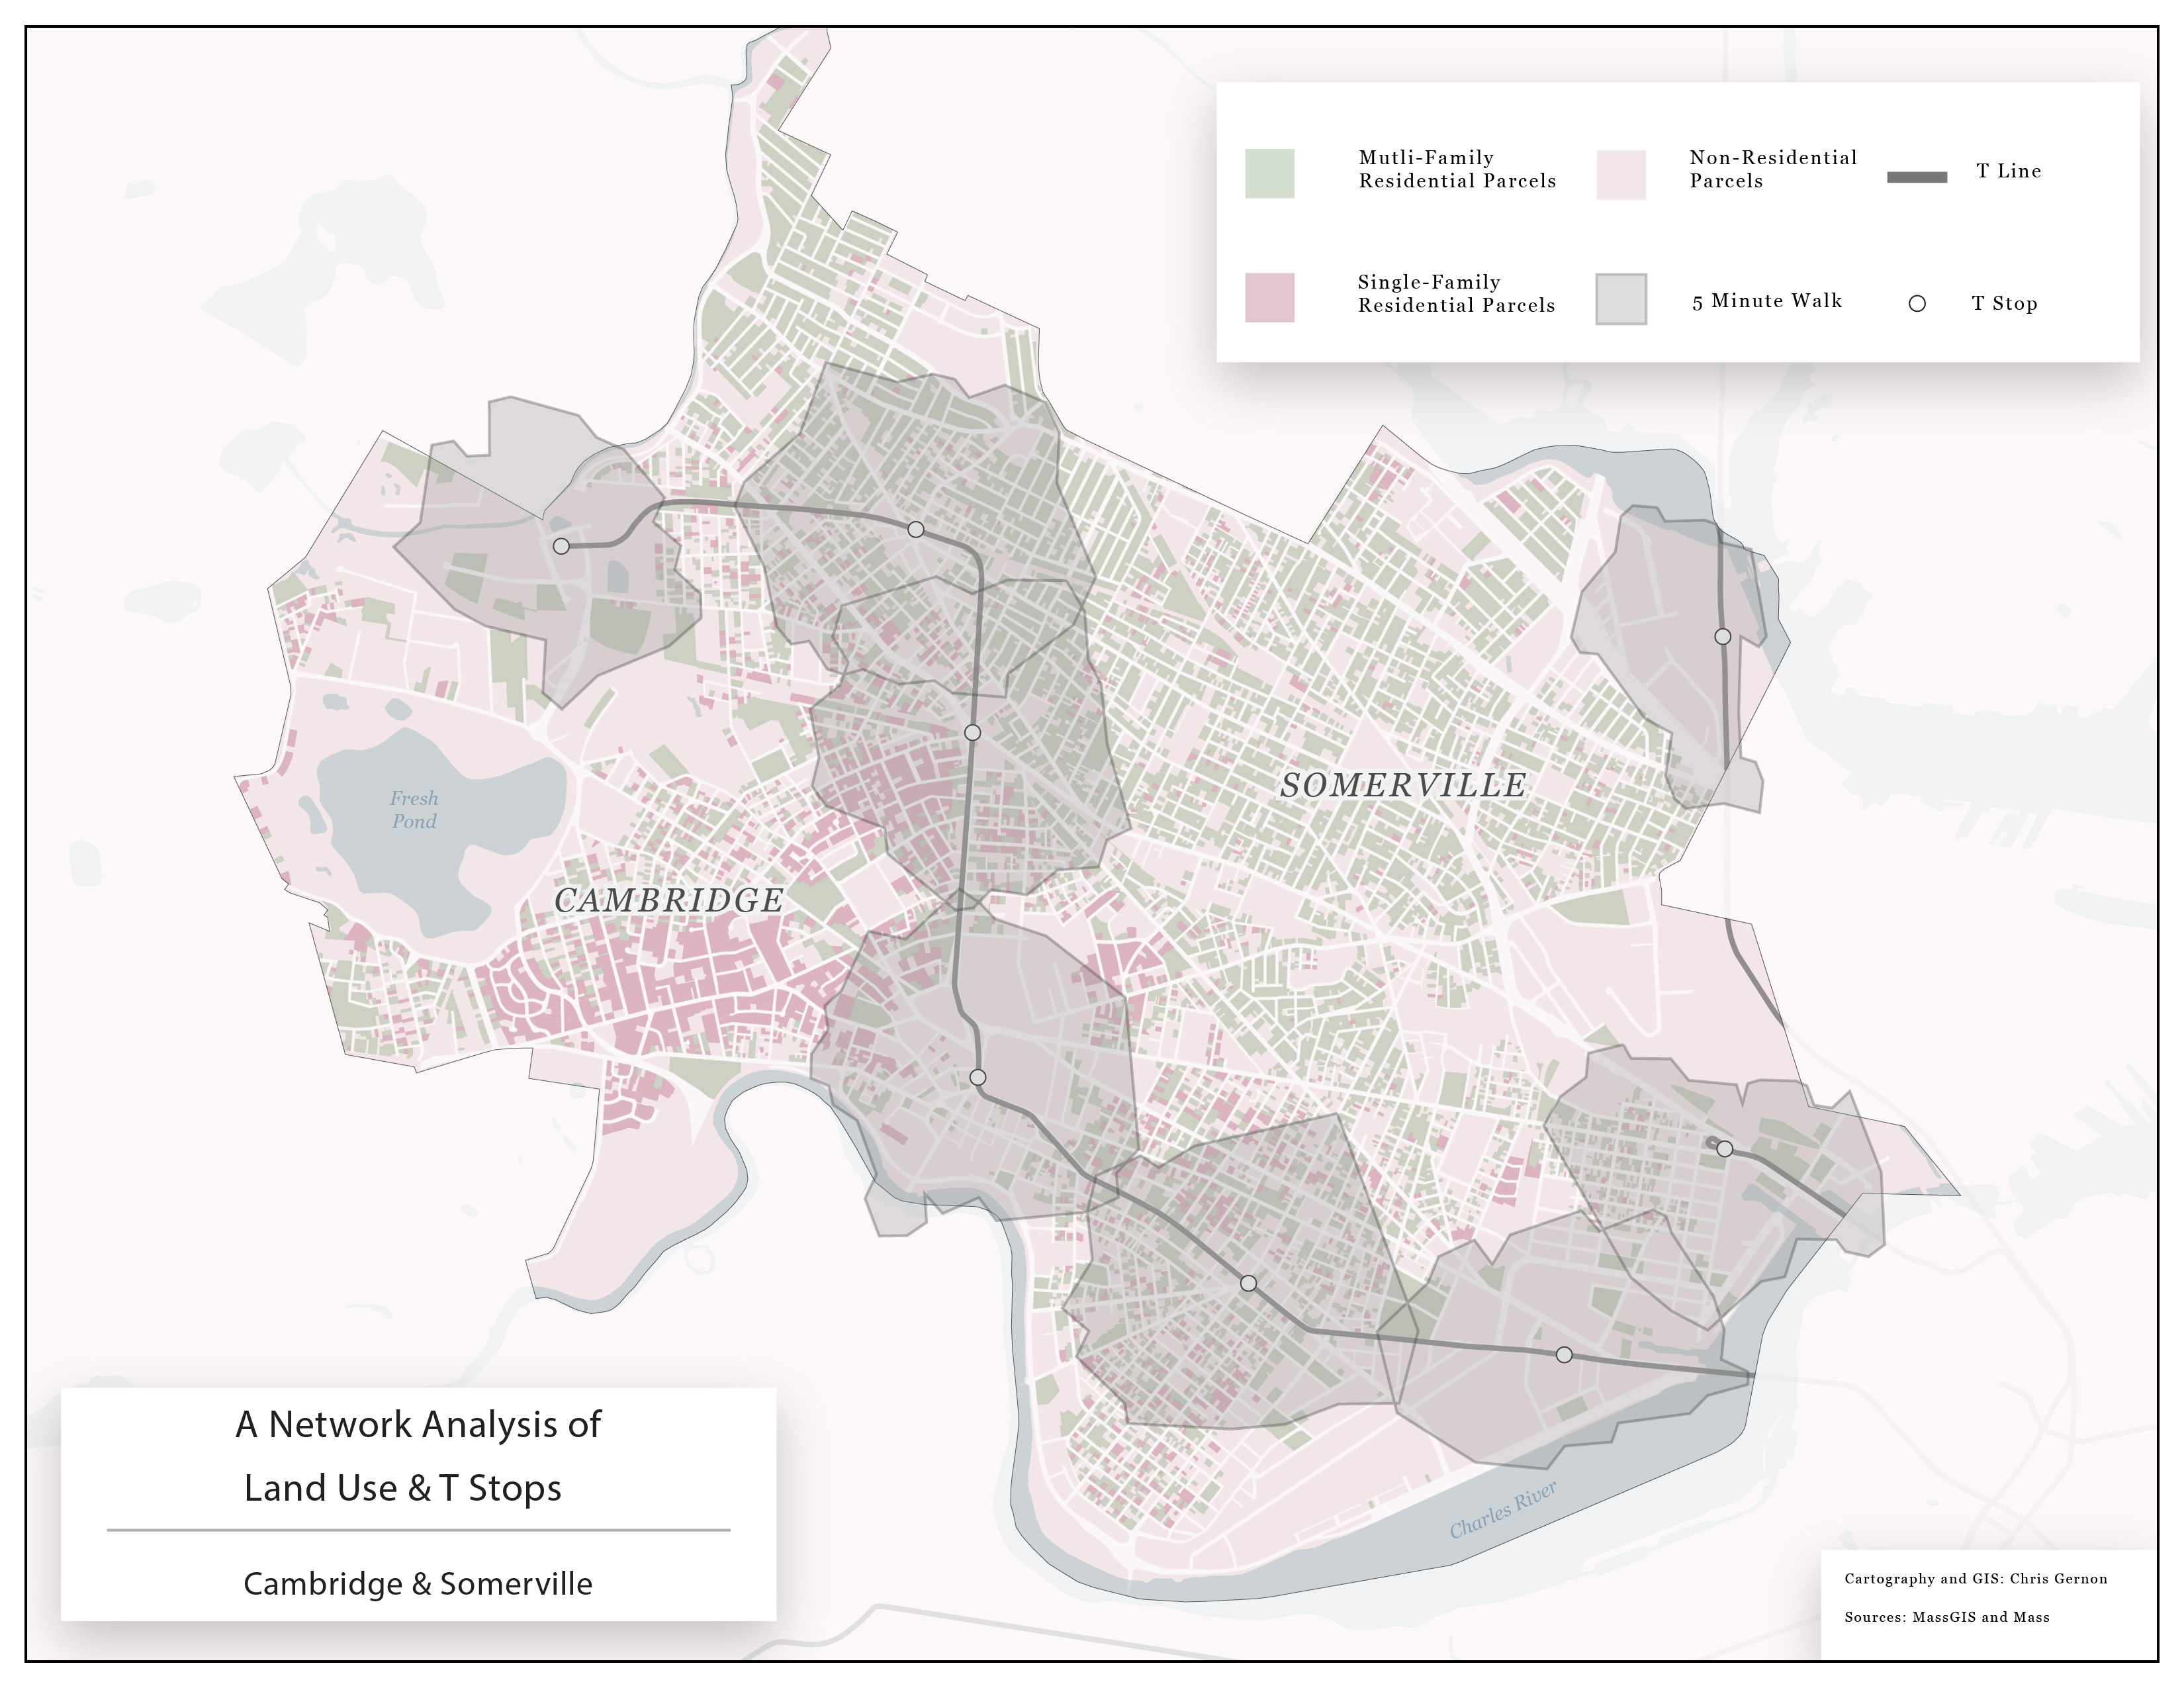 Mutli-Family
Residential Parcels
Non-Residential
Parcels
T Line
Single-Family
Residential Parcels
5 Minute Walk
T Stop
SOMERVILLE
Fresh
Pond
CAMBRIDGE
Charles River
A Network Analysis of
Land Use & T Stops
Cambridge & Somerville
Cartography and GIS: Chris Gernon
Sources: MassGIS and Mass